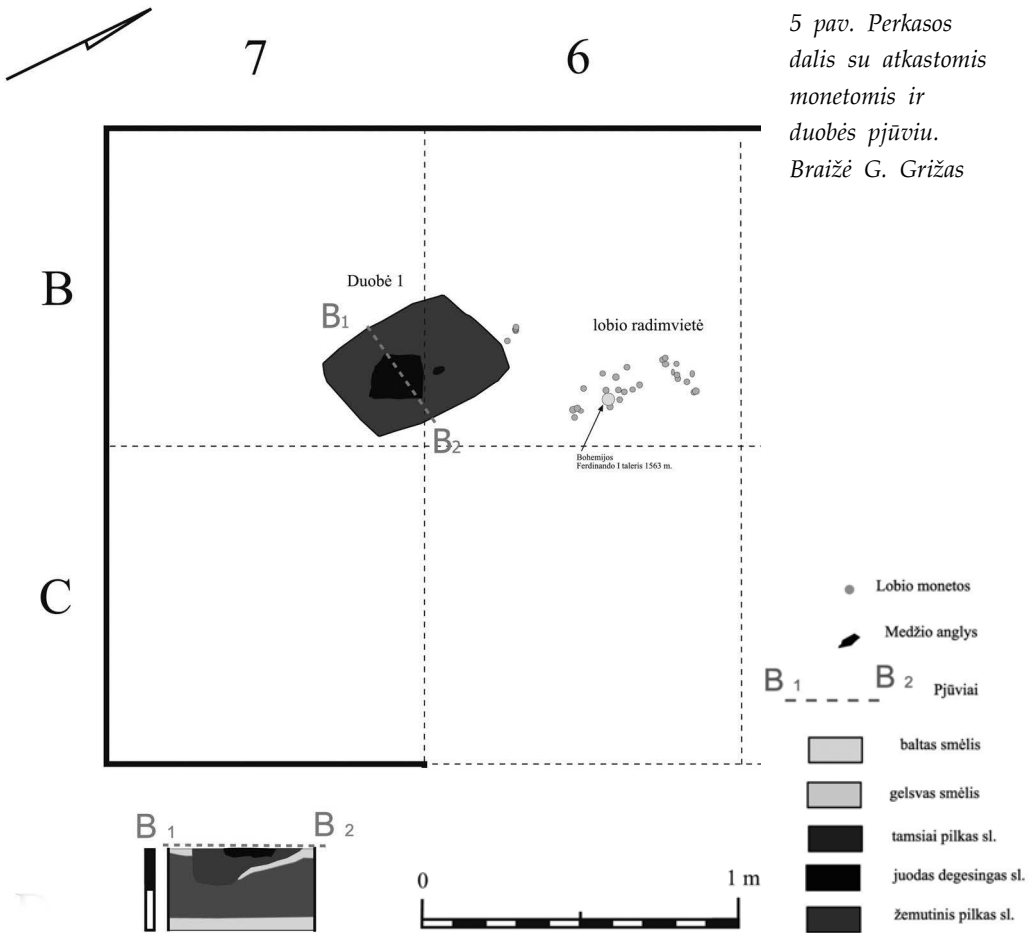 5 pav. Perkasos
dalis su atkastomis
monetomis ir
duobės pjūviu.
Braižė G. Grižas
7
6
B
Duobė 1
B1
B2
lobio radimvietė
Bohemijos
Ferdinando I taleris 1563 m.
C
Lobio monetos
Medžio anglys
B 1 B 2 Pjūviai
baltas smėlis
gelsvas smėlis
tamsiai pilkas sl.
juodas degesingas sl.
žemutinis pilkas sl.
B 1 B 2
0 1 m